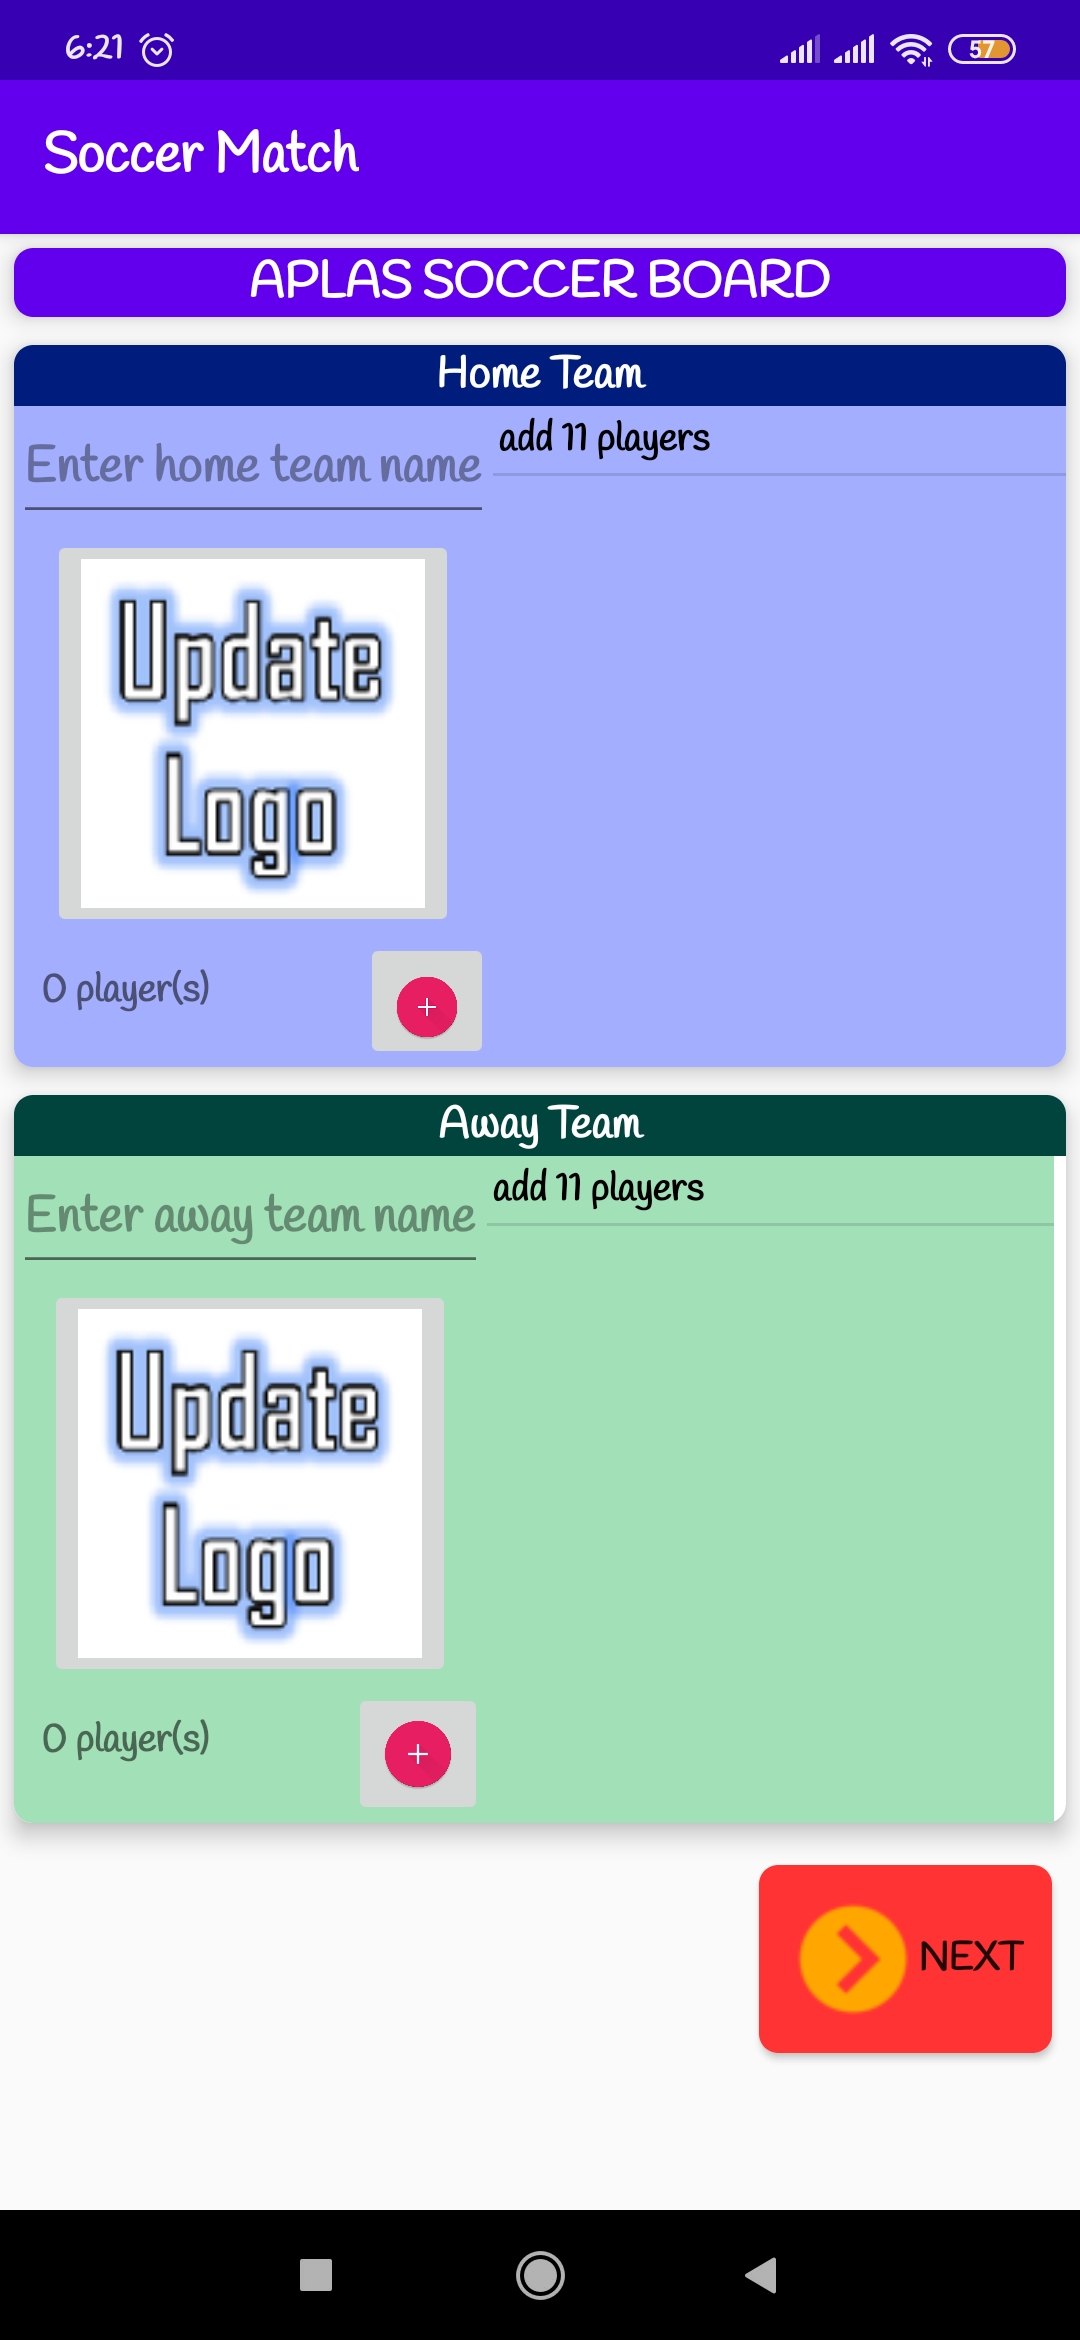 6:21
57
Soccer Match
APLAS SOCCER BOARD
Home Team
Enter home team name
add 11 players
Update
Logo
0 player(s)
Away Team
Enter away team name
add 11 players
Update
Logo
0 player(s)
NEXT